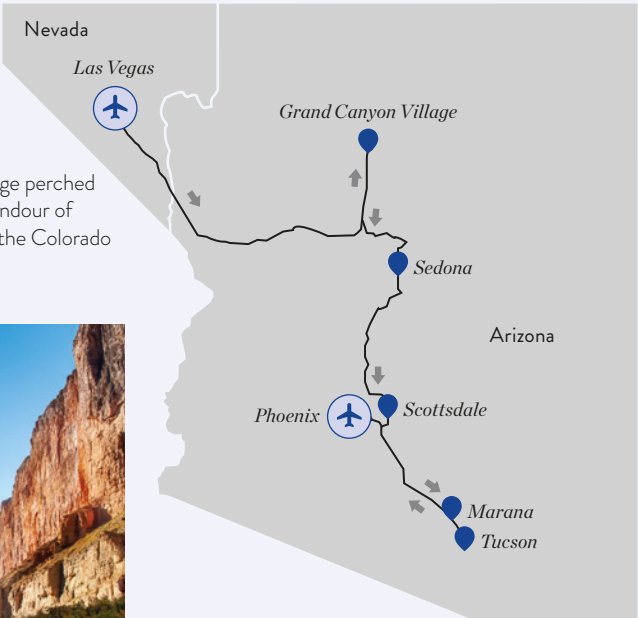 Nevada
Las Vegas
Grand Canyon Village
ge perched
ndour of
the Colorado
Sedona
Arizona
Phoenix
Scottsdale
Marana
Tucson